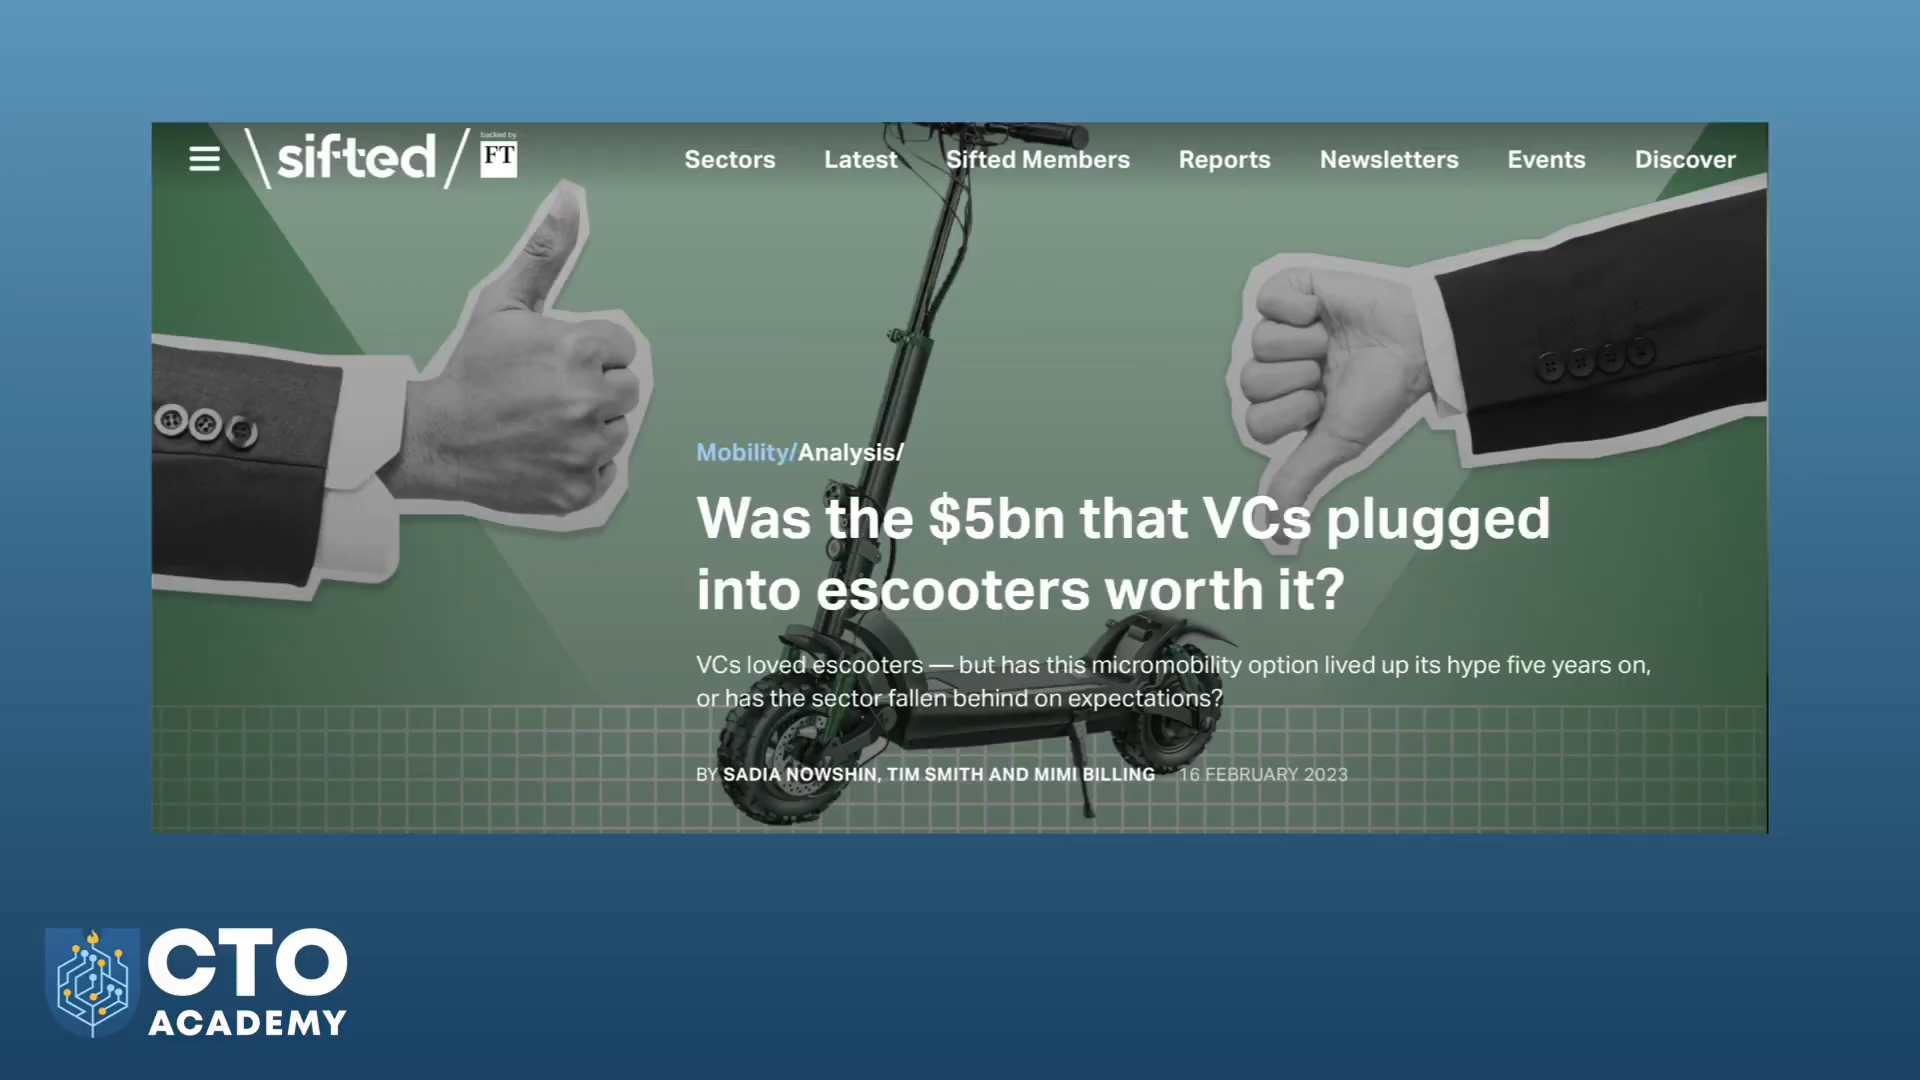 \sifted/
backed by
FT
Sectors
Latest
Sifted Members
Reports
Newsletters
Events
Discover
Mobility/Analysis/
Was the $5bn that VCs plugged
into escooters worth it?
VCs loved escooters — but has this micromobility option lived up its hype five years on,
or has the sector fallen behind on expectations?
BY SADIA NOWSHIN, TIM SMITH AND MIMI BILLING 16 FEBRUARY 2023
CTO
ACADEMY